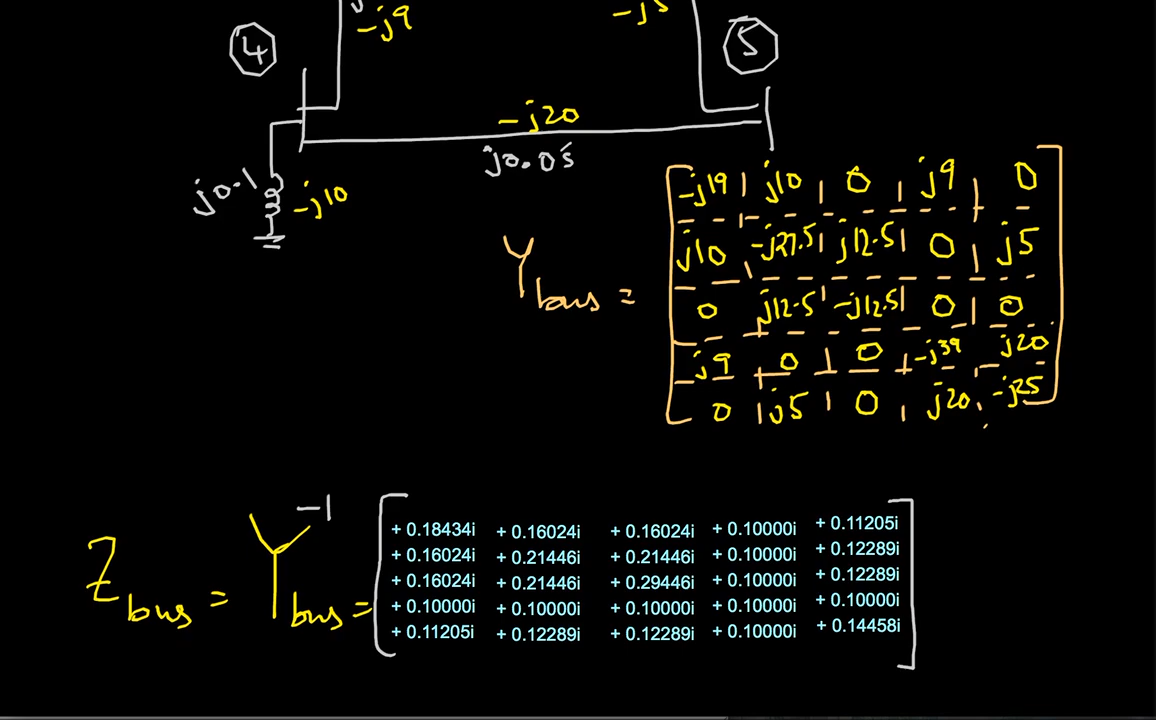 -j9
-j5
4
5
-j20
j0.05
j0.1
-j10
Ybus =
-j19 j10 0 j9 0
j10 -j27.5 j12.5 0 j5
0 j12.5 -j12.5 0 0
j9 0 0 -j39 j20
0 j5 0 j20 -j25
Zbus = Y-1bus =
+ 0.18434i + 0.16024i + 0.16024i + 0.10000i + 0.11205i
+ 0.16024i + 0.21446i + 0.21446i + 0.10000i + 0.12289i
+ 0.16024i + 0.21446i + 0.29446i + 0.10000i + 0.12289i
+ 0.10000i + 0.10000i + 0.10000i + 0.10000i + 0.10000i
+ 0.11205i + 0.12289i + 0.12289i + 0.10000i + 0.14458i